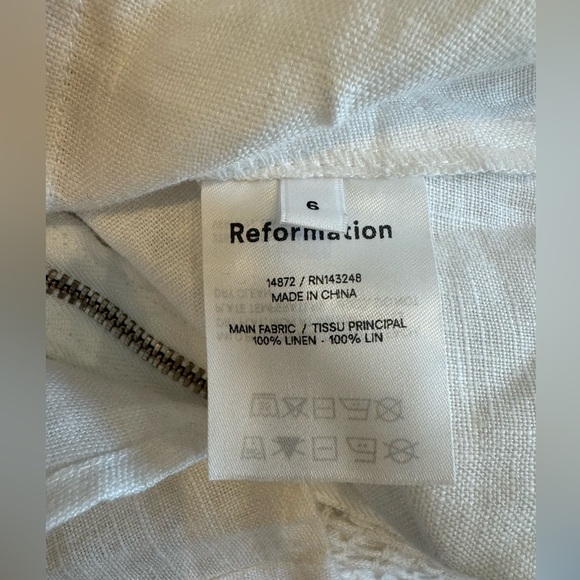 6
Reformation
14872 / RN143248
MADE IN CHINA
MAIN FABRIC / TISSU PRINCIPAL
100% LINEN - 100% LIN